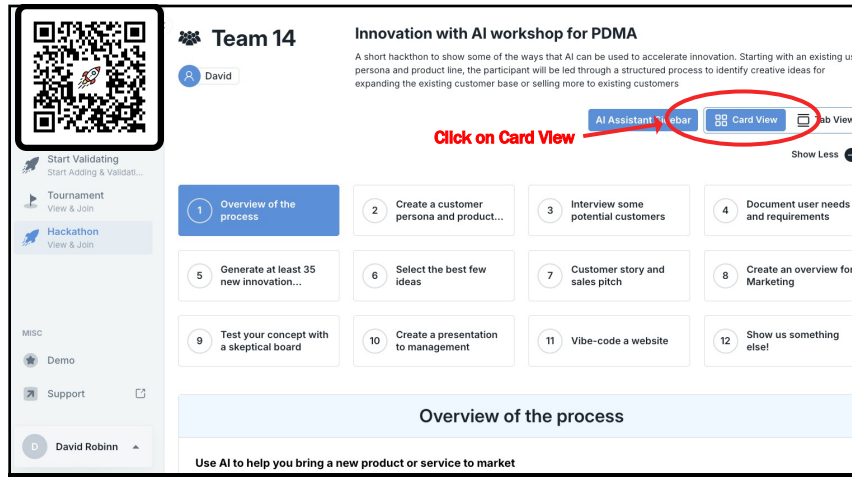 Team 14
David
Innovation with AI workshop for PDMA
A short hackthon to show some of the ways that AI can be used to accelerate innovation. Starting with an existing us
persona and product line, the participant will be led through a structured process to identify creative ideas for
expanding the existing customer base or selling more to existing customers
Click on Card View
AI Assistant Sidebar
Card View
Tab View
Show Less
Start Validating
Start Adding & Validati...
Tournament
View & Join
Hackathon
View & Join
MISC
Demo
Support
D
David Robinn
1
Overview of the
process
2
Create a customer
persona and product...
3
Interview some
potential customers
4
Document user needs
and requirements
5
Generate at least 35
new innovation...
6
Select the best few
ideas
7
Customer story and
sales pitch
8
Create an overview for
Marketing
9
Test your concept with
a skeptical board
10
Create a presentation
to management
11
Vibe-code a website
12
Show us something
else!
Overview of the process
Use AI to help you bring a new product or service to market